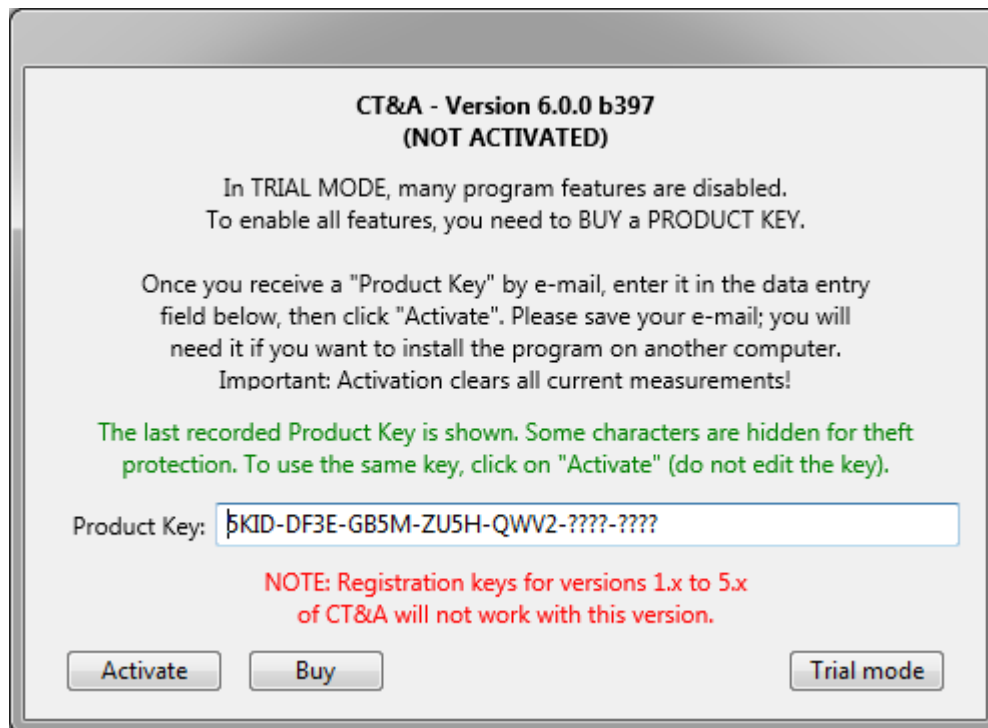 CT&A - Version 6.0.0 b397
(NOT ACTIVATED)
In TRIAL MODE, many program features are disabled.
To enable all features, you need to BUY a PRODUCT KEY.
Once you receive a "Product Key" by e-mail, enter it in the data entry
field below, then click "Activate". Please save your e-mail; you will
need it if you want to install the program on another computer.
Important: Activation clears all current measurements!
The last recorded Product Key is shown. Some characters are hidden for theft
protection. To use the same key, click on "Activate" (do not edit the key).
Product Key: 5KID-DF3E-GB5M-ZU5H-QWV2-????-????
NOTE: Registration keys for versions 1.x to 5.x
of CT&A will not work with this version.
Activate Buy Trial mode